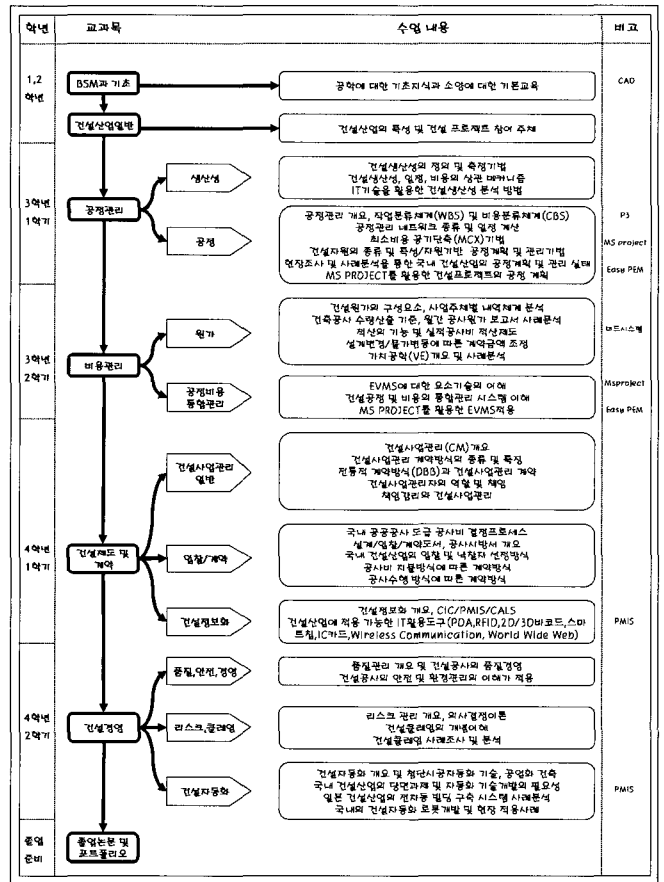 학년 교과목 수업 내용 비고
1,2
학년
BSM과 기초
공학에 대한 기초지식과 소양에 대한 기본교육
CAD
건설산업일반
건설산업의 특성 및 건설 프로젝트 참여 주체
3학년
1학기
공정관리
생산성
건설생산성의 정의 및 측정기법
건설생산성, 일정, 비용의 상관 메카니즘
IT기술을 활용한 건설생산성 분석 방법
공정
공정관리 개요, 작업분류체계(WBS) 및 비용분류체계(CBS)
공정관리 네트워크 종류 및 일정 계산
최소비용 공기단축(MCX)기법
건설자원의 종류 및 특성/자원기반 공정계획 및 관리기법
현장조사 및 사례분석을 통한 국내 건설산업의 공정계획 및 관리 실태
MS PROJECT를 활용한 건설프로젝트의 공정 계획
P3
MS project
Easy PEM
3학년
2학기
비용관리
원가
건설원가의 구성요소, 사업주체별 내역체계 분석
건축공사 수량산출 기준, 월간 공사원가 보고서 사례분석
적산의 기능 및 실적공사비 적산제도
설계변경/물가변동에 따른 계약금액 조정
가치공학(VE) 개요 및 사례분석
공정비용
통합관리
EVMS에 대한 요소기술의 이해
건설공정 및 비용의 통합관리 시스템 이해
MS PROJECT를 활용한 EVMS적용
Msproject
Easy PEM
4학년
1학기
건설제도 및
계약
건설사업관리
일반
건설사업관리(CM)개요
건설사업관리 계약방식의 종류 및 특징
전통적 계약방식(DBB)과 건설사업관리 계약
건설사업관리자의 역할 및 책임
책임감리와 건설사업관리
입찰/계약
국내 공공공사 도급 공사비 결정프로세스
설계/입찰/계약도서, 공사시방서 개요
국내 건설산업의 입찰 및 낙찰자 선정방식
공사비 지불방식에 따른 계약방식
공사수행 방식에 따른 계약방식
건설정보화
건설정보화 개요, CIC/PMIS/CALS
건설산업에 적용 가능한 IT활용도구(PDA,RFID,2D/3D바코드,스마
트칩,IC카드,Wireless Communication, World Wide Web)
PMIS
4학년
2학기
건설경영
품질,안전,경영
품질관리 개요 및 건설공사의 품질경영
건설공사의 안전 및 환경관리의 이해가 적용
리스크,클레임
리스크 관리 개요, 의사결정이론
건설클레임의 개념이해
건설클레임 사례조사 및 분석
건설자동화
건설자동화 개요 및 첨단시공자동화 기술, 공업화 건축
국내 건설산업의 당면과제 및 자동화 기술개발의 필요성
일본 건설산업의 전자동 빌딩 구축 시스템 사례분석
국내외 건설자동화 로봇개발 및 현장 적용사례
PMIS
졸업
준비
졸업논문 및
포트폴리오